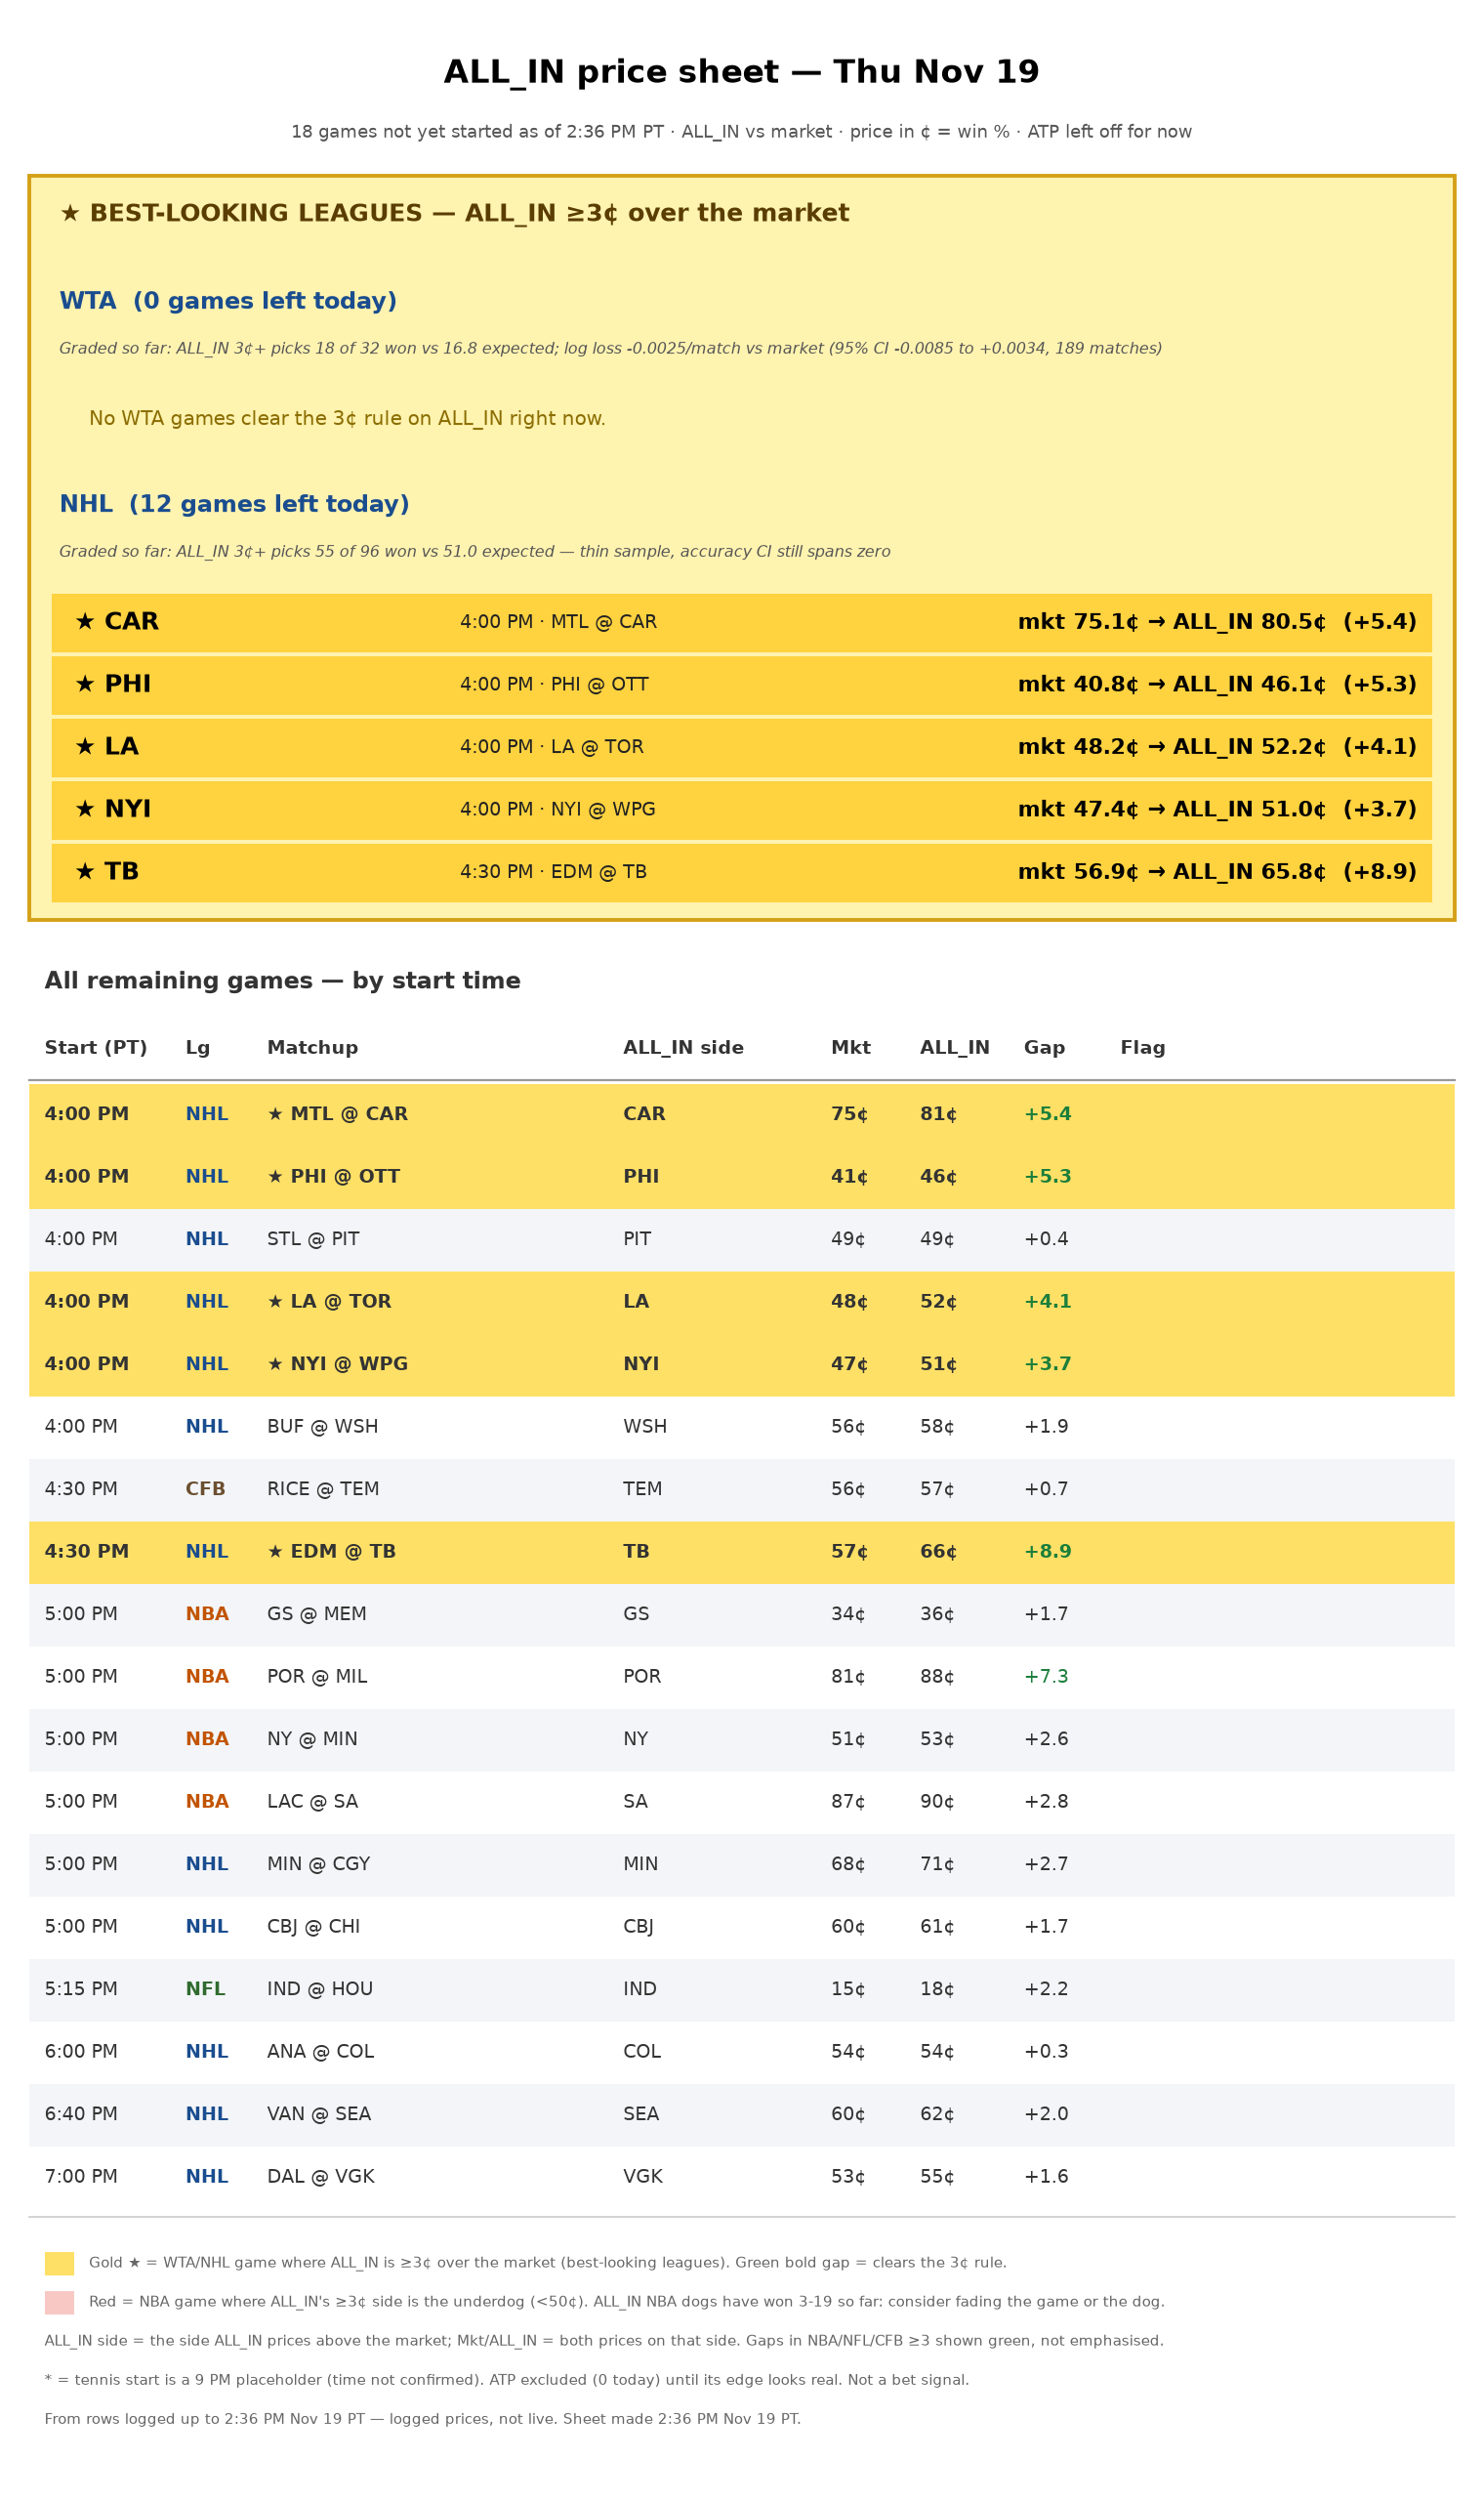 ALL_IN price sheet — Thu Nov 19
18 games not yet started as of 2:36 PM PT · ALL_IN vs market · price in ¢ = win % · ATP left off for now
★ BEST-LOOKING LEAGUES — ALL_IN ≥3¢ over the market
WTA (0 games left today)
Graded so far: ALL_IN 3¢+ picks 18 of 32 won vs 16.8 expected; log loss -0.0025/match vs market (95% CI -0.0085 to +0.0034, 189 matches)
No WTA games clear the 3¢ rule on ALL_IN right now.
NHL (12 games left today)
Graded so far: ALL_IN 3¢+ picks 55 of 96 won vs 51.0 expected — thin sample, accuracy CI still spans zero
★ CAR 4:00 PM · MTL @ CAR mkt 75.1¢ → ALL_IN 80.5¢ (+5.4)
★ PHI 4:00 PM · PHI @ OTT mkt 40.8¢ → ALL_IN 46.1¢ (+5.3)
★ LA 4:00 PM · LA @ TOR mkt 48.2¢ → ALL_IN 52.2¢ (+4.1)
★ NYI 4:00 PM · NYI @ WPG mkt 47.4¢ → ALL_IN 51.0¢ (+3.7)
★ TB 4:30 PM · EDM @ TB mkt 56.9¢ → ALL_IN 65.8¢ (+8.9)
All remaining games — by start time
Start (PT) Lg Matchup ALL_IN side Mkt ALL_IN Gap Flag
4:00 PM NHL ★ MTL @ CAR CAR 75¢ 81¢ +5.4
4:00 PM NHL ★ PHI @ OTT PHI 41¢ 46¢ +5.3
4:00 PM NHL STL @ PIT PIT 49¢ 49¢ +0.4
4:00 PM NHL ★ LA @ TOR LA 48¢ 52¢ +4.1
4:00 PM NHL ★ NYI @ WPG NYI 47¢ 51¢ +3.7
4:00 PM NHL BUF @ WSH WSH 56¢ 58¢ +1.9
4:30 PM CFB RICE @ TEM TEM 56¢ 57¢ +0.7
4:30 PM NHL ★ EDM @ TB TB 57¢ 66¢ +8.9
5:00 PM NBA GS @ MEM GS 34¢ 36¢ +1.7
5:00 PM NBA POR @ MIL POR 81¢ 88¢ +7.3
5:00 PM NBA NY @ MIN NY 51¢ 53¢ +2.6
5:00 PM NBA LAC @ SA SA 87¢ 90¢ +2.8
5:00 PM NHL MIN @ CGY MIN 68¢ 71¢ +2.7
5:00 PM NHL CBJ @ CHI CBJ 60¢ 61¢ +1.7
5:15 PM NFL IND @ HOU IND 15¢ 18¢ +2.2
6:00 PM NHL ANA @ COL COL 54¢ 54¢ +0.3
6:40 PM NHL VAN @ SEA SEA 60¢ 62¢ +2.0
7:00 PM NHL DAL @ VGK VGK 53¢ 55¢ +1.6
Gold ★ = WTA/NHL game where ALL_IN is ≥3¢ over the market (best-looking leagues). Green bold gap = clears the 3¢ rule.
Red = NBA game where ALL_IN's ≥3¢ side is the underdog (<50¢). ALL_IN NBA dogs have won 3-19 so far: consider fading the game or the dog.
ALL_IN side = the side ALL_IN prices above the market; Mkt/ALL_IN = both prices on that side. Gaps in NBA/NFL/CFB ≥3 shown green, not emphasised.
* = tennis start is a 9 PM placeholder (time not confirmed). ATP excluded (0 today) until its edge looks real. Not a bet signal.
From rows logged up to 2:36 PM Nov 19 PT — logged prices, not live. Sheet made 2:36 PM Nov 19 PT.